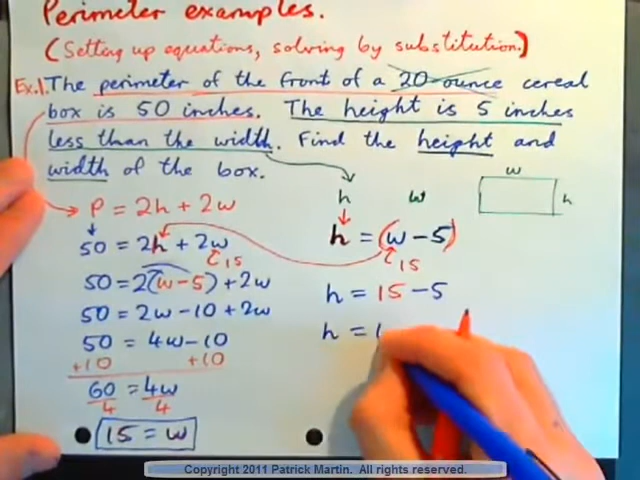 Perimeter examples.
(Setting up equations, solving by substitution.)
Ex.1. The perimeter of the front of a 20-ounce cereal
box is 50 inches. The height is 5 inches
less than the width. Find the height and
width of the box.
h w
w
h
P = 2h + 2w
50 = 2h + 2w
15
50 = 2(w-5) + 2w
50 = 2w - 10 + 2w
50 = 4w - 10
+10 +10
60 = 4w
4 4
15 = w
h = (w - 5)
15
h = 15 - 5
h = 1
Copyright 2011 Patrick Martin. All rights reserved.